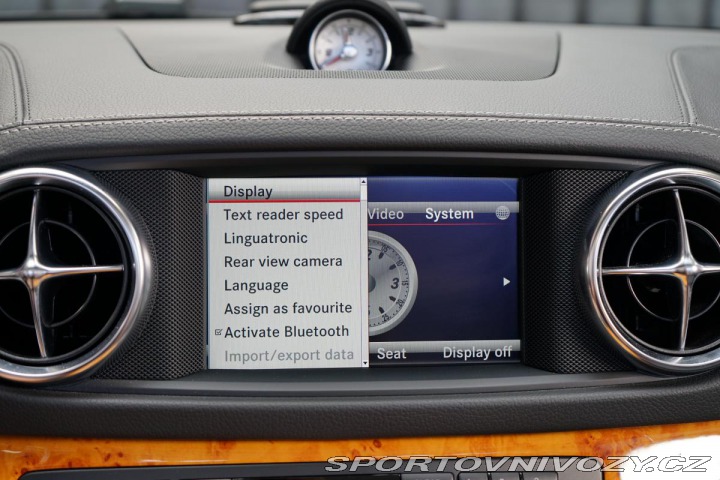 Display
Text reader speed
Linguatronic
Rear view camera
Language
Assign as favourite
Activate Bluetooth
Import/export data
Video System
3
Seat Display off
SPORTOVNIVOZY.CZ